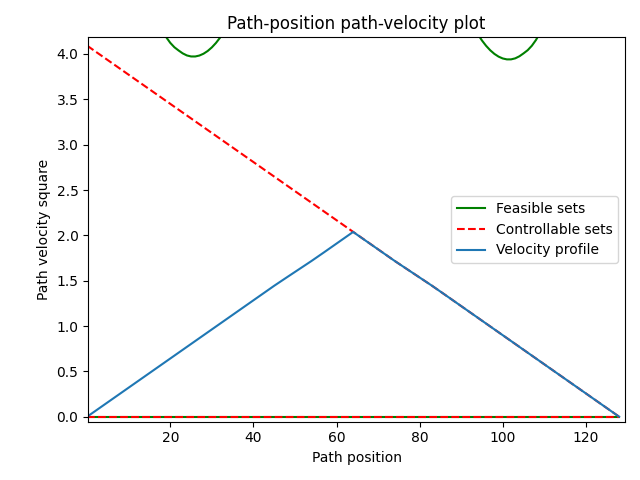 Path-position path-velocity plot
4.0
3.5
3.0
2.5
2.0
1.5
1.0
0.5
0.0
Path velocity square
Feasible sets
Controllable sets
Velocity profile
20
40
60
80
100
120
Path position